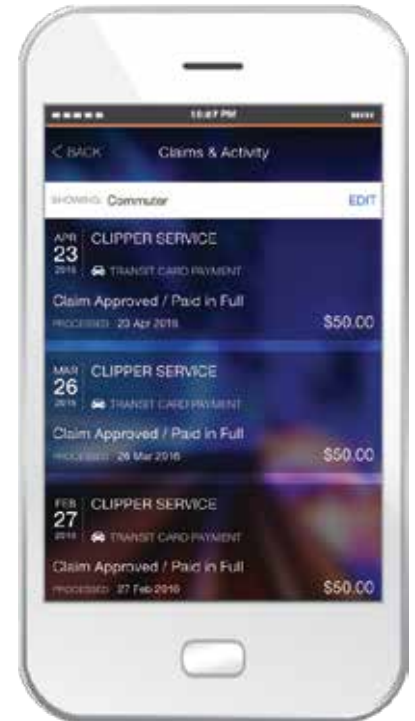 10:07 PM
< BACK Claims & Activity
SHOWING: Commuter EDIT
APR 23 2016 CLIPPER SERVICE
TRANSIT CARD PAYMENT
Claim Approved / Paid in Full
PROCESSED: 23 Apr 2016 $50.00
MAR 26 2016 CLIPPER SERVICE
TRANSIT CARD PAYMENT
Claim Approved / Paid in Full
PROCESSED: 26 Mar 2016 $50.00
FEB 27 2016 CLIPPER SERVICE
TRANSIT CARD PAYMENT
Claim Approved / Paid in Full
PROCESSED: 27 Feb 2016 $50.00